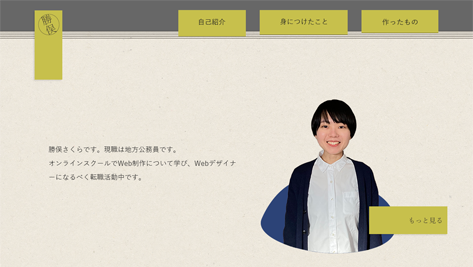 勝俣
自己紹介
身につけたこと
作ったもの
勝俣さくらです。現職は地方公務員です。
オンラインスクールでWeb制作について学び、Webデザイナ
ーになるべく転職活動中です。
もっと見る